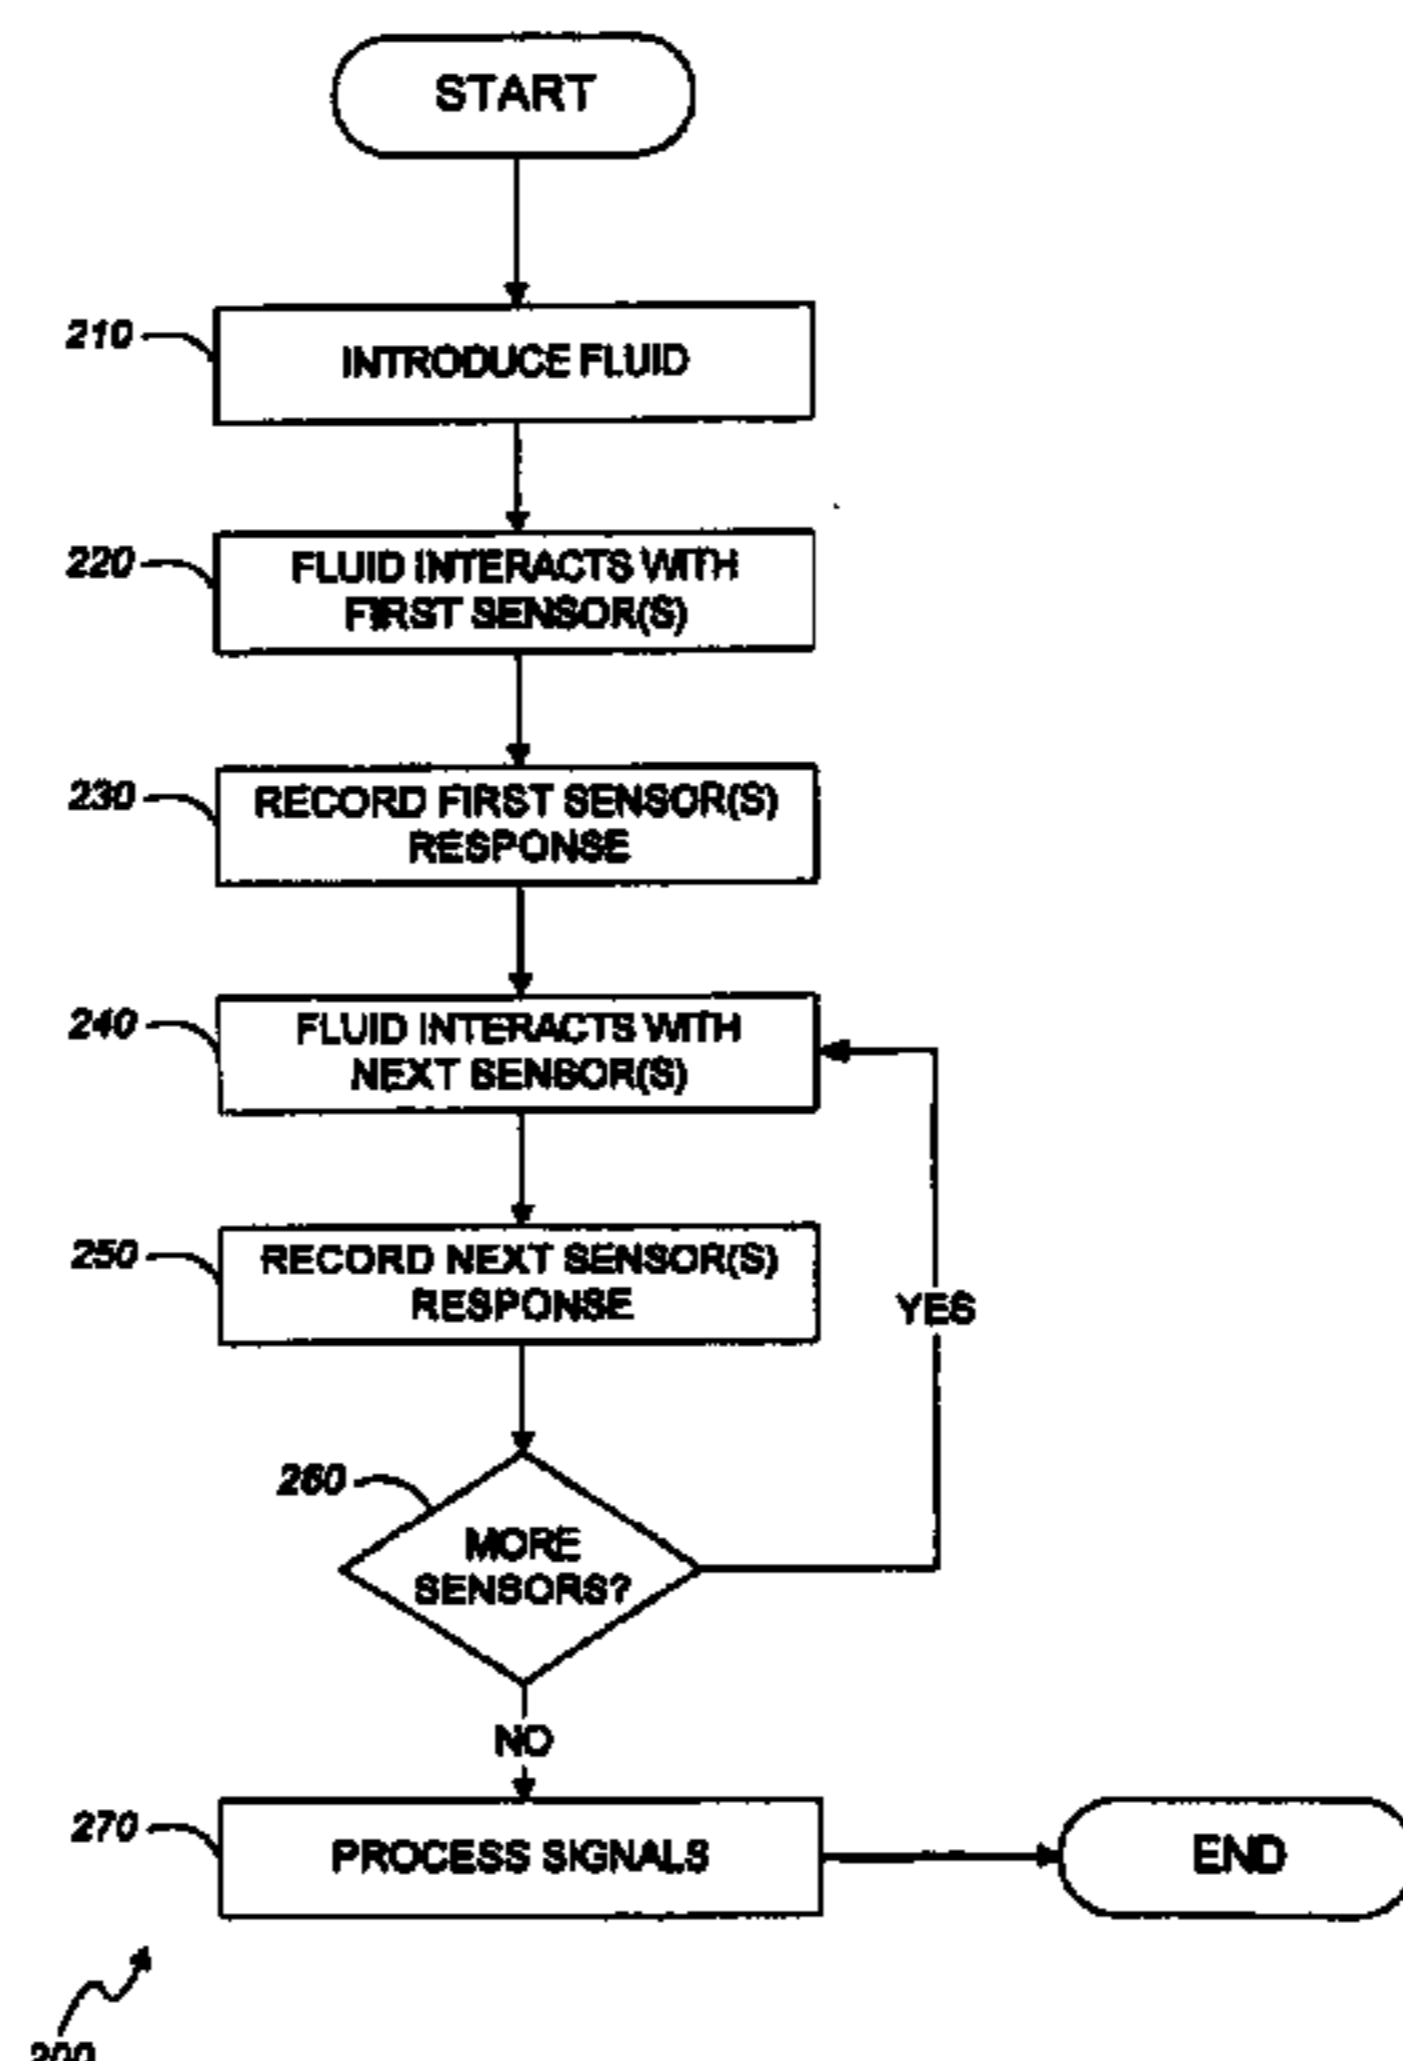 START
210
INTRODUCE FLUID
220
FLUID INTERACTS WITH
FIRST SENSOR(S)
230
RECORD FIRST SENSOR(S)
RESPONSE
240
FLUID INTERACTS WITH
NEXT SENSOR(S)
250
RECORD NEXT SENSOR(S)
RESPONSE
YES
260
MORE
SENSORS?
NO
270
PROCESS SIGNALS
END
200